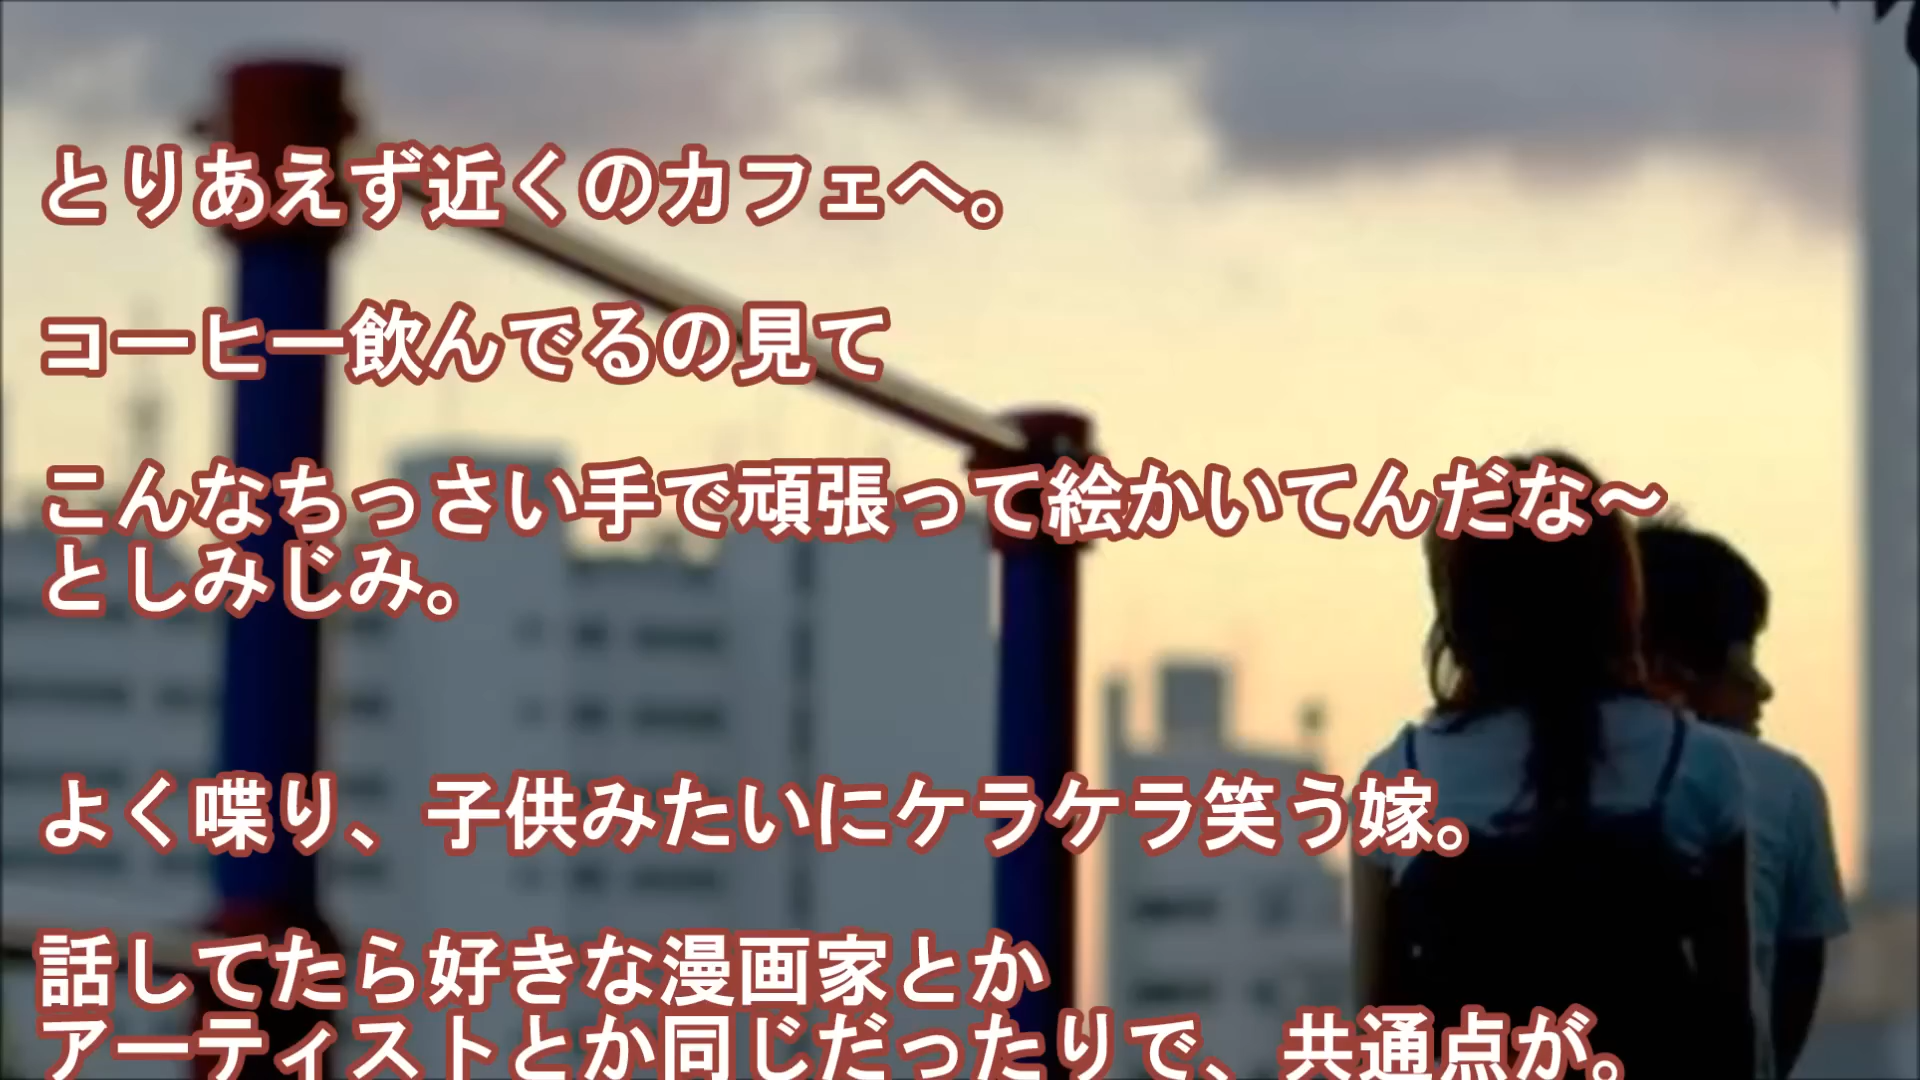 とりあえず近くのカフェへ。
コーヒー飲んでるの見て
こんなちっさい手で頑張って絵かいてんだな～
としみじみ。
よく喋り、子供みたいにケラケラ笑う嫁。
話してたら好きな漫画家とか
アーティストとか同じだったりで、共通点が。